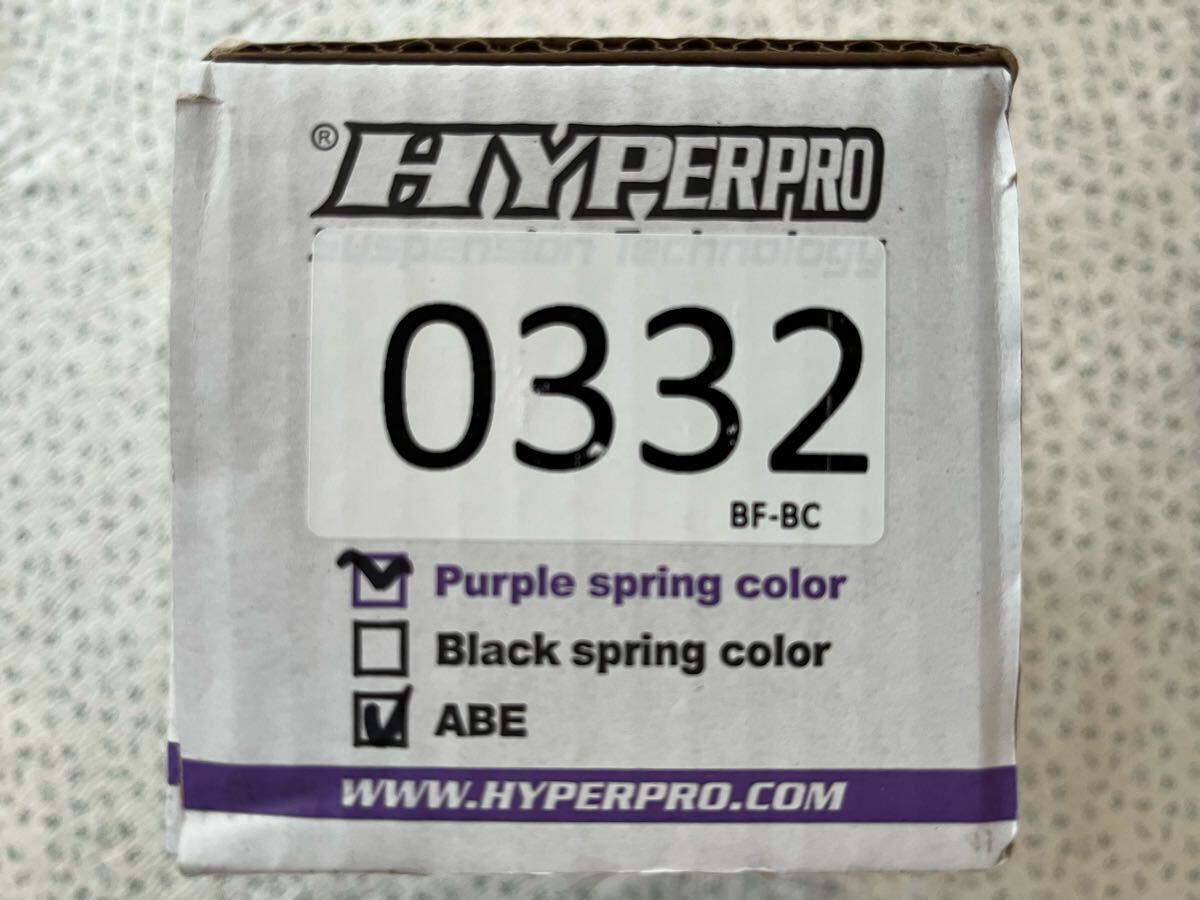 ® HYPERPRO
Suspension Technology
0332
BF-BC
Purple spring color
Black spring color
ABE
WWW.HYPERPRO.COM